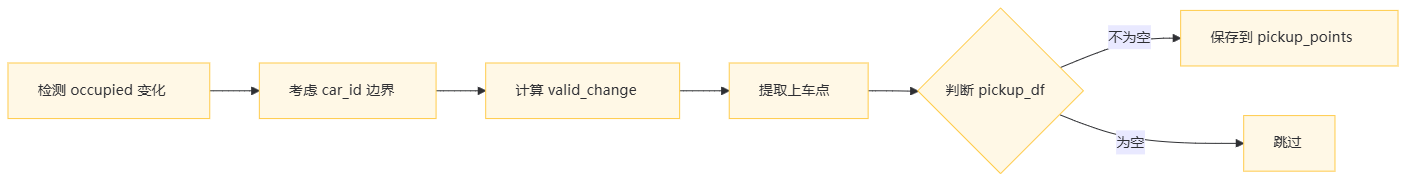 检测 occupied 变化
考虑 car_id 边界
计算 valid_change
提取上车点
判断 pickup_df
不为空
保存到 pickup_points
为空
跳过